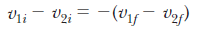 v₁ᵢ − v₂ᵢ = −(v₁f − v₂f)